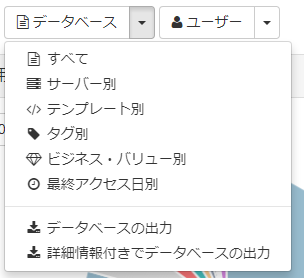 データベース ユーザー
すべて
サーバー別
テンプレート別
タグ別
ビジネス・バリュー別
最終アクセス日別
データベースの出力
詳細情報付きでデータベースの出力